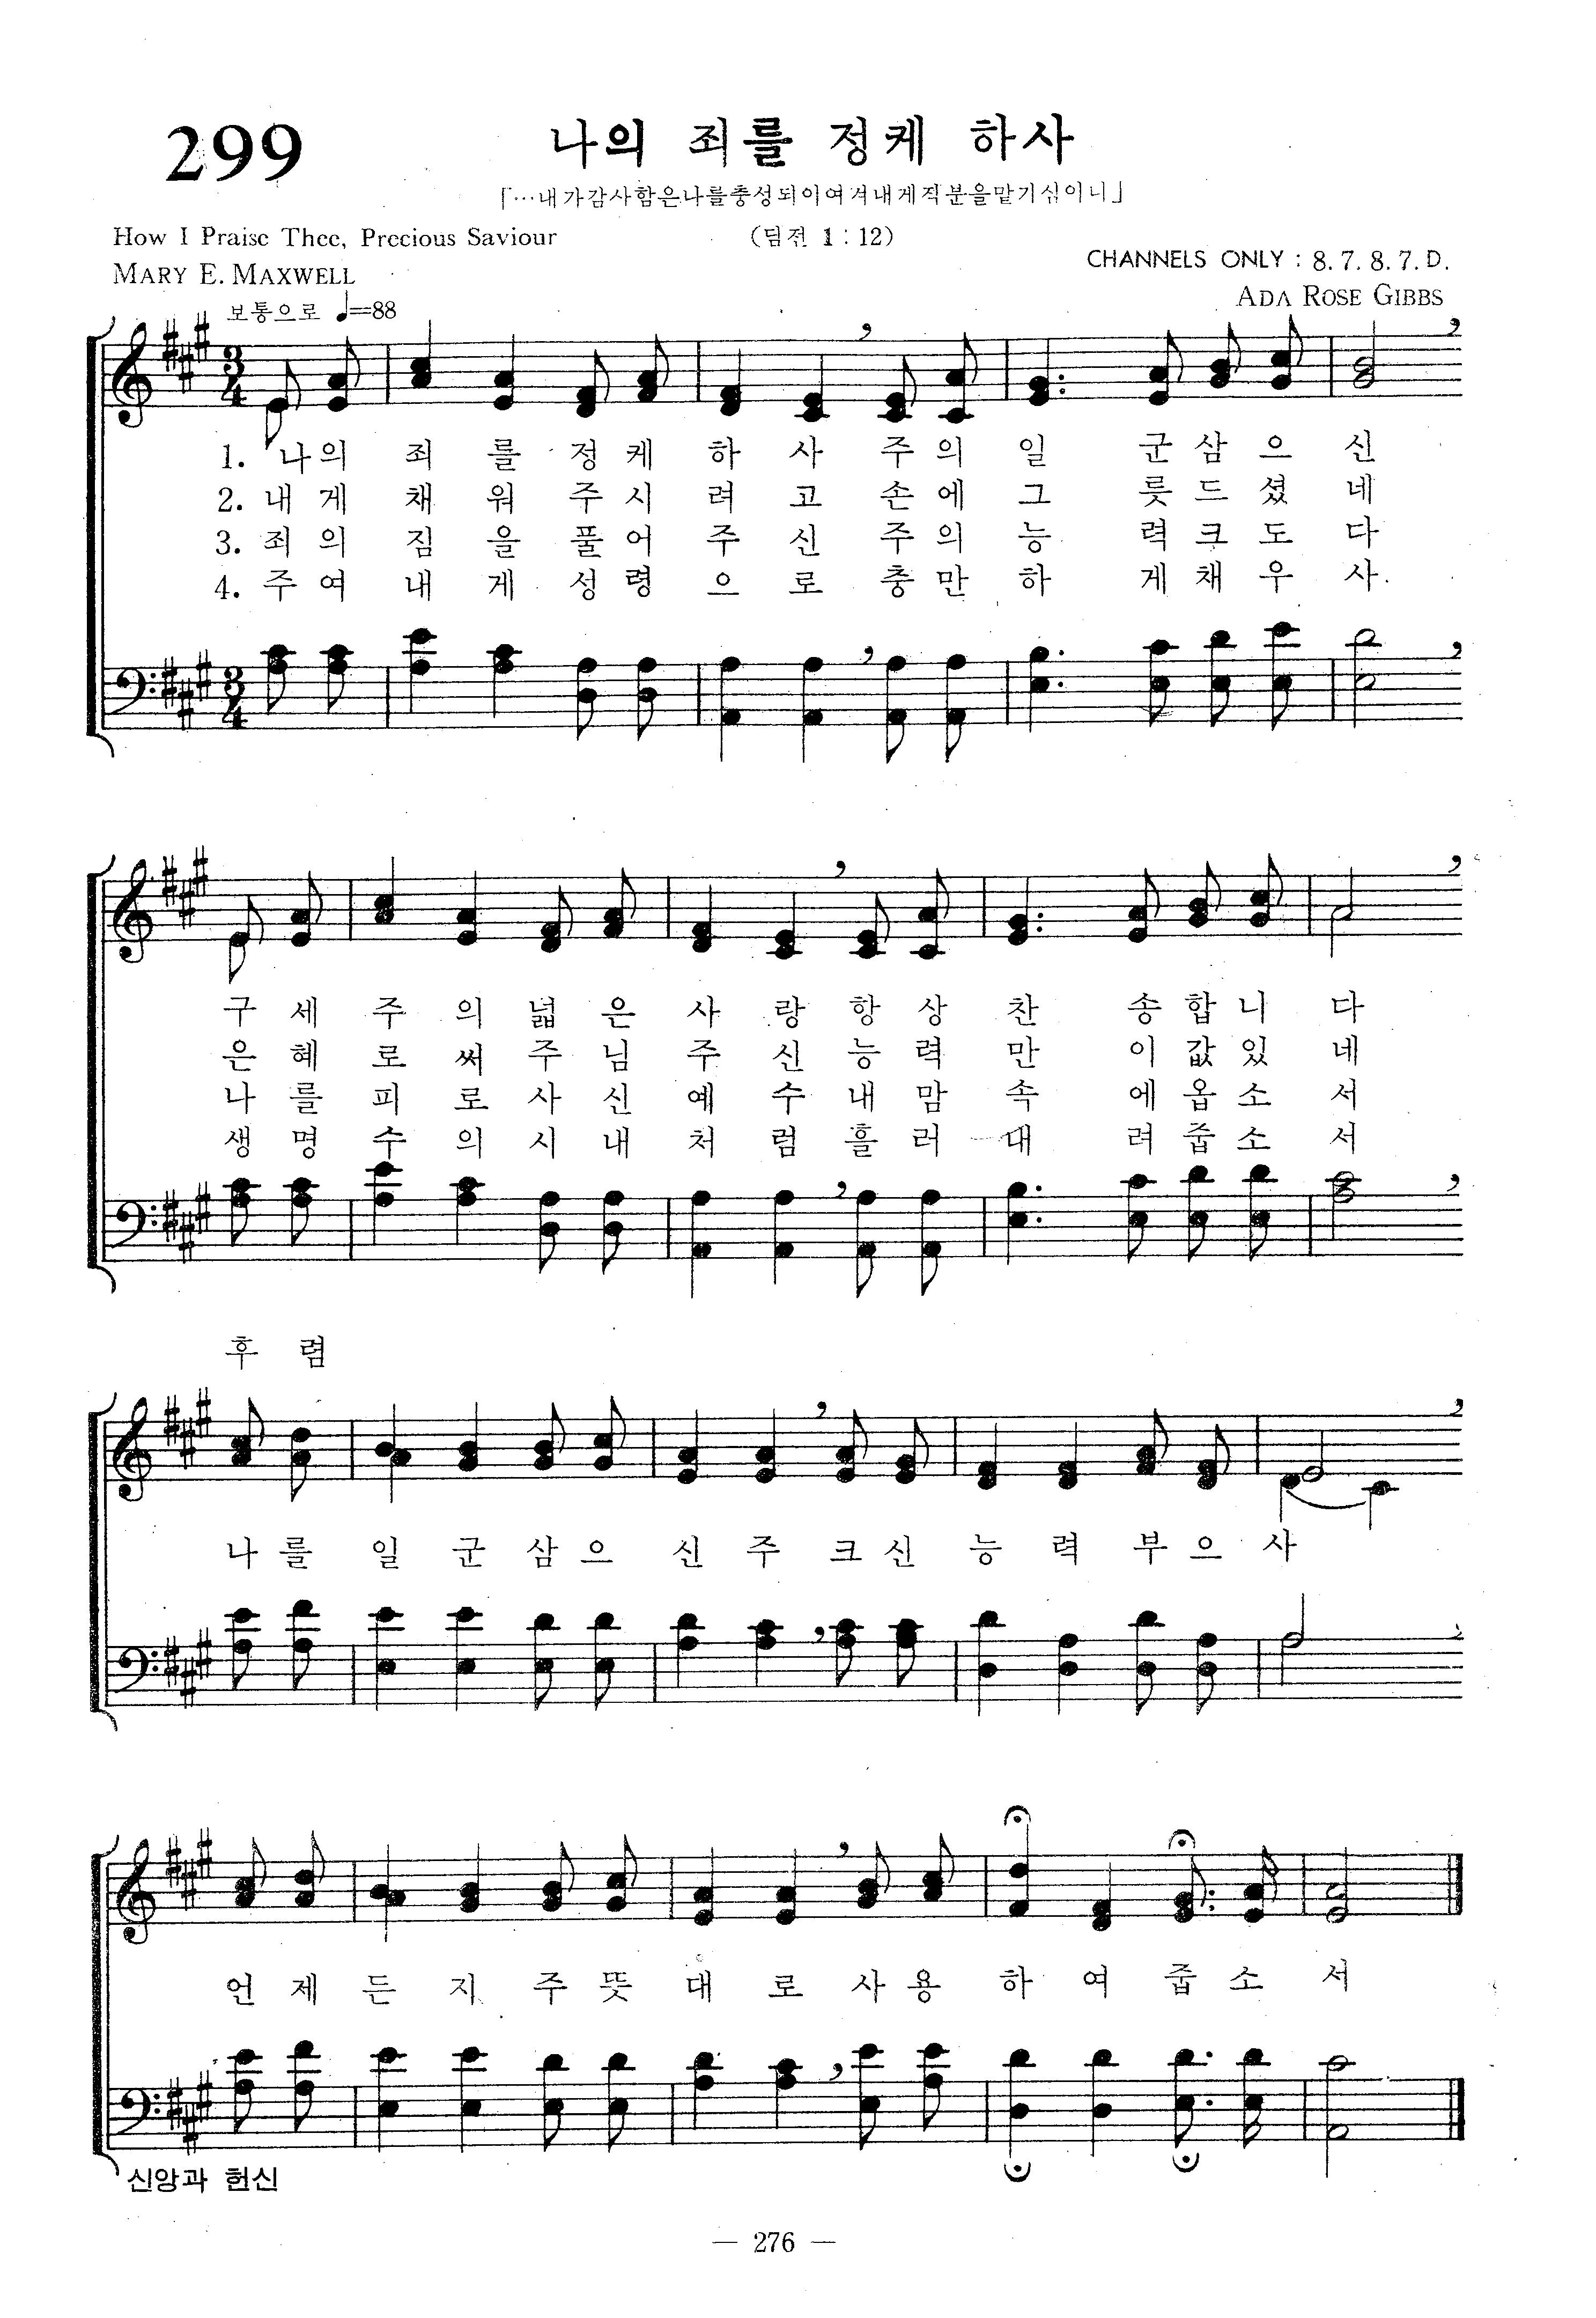 299
나의 죄를 정케 하사
「…내가감사함은나를충성되이여겨내게직분을맡기심이니」
How I Praise Thee, Precious Saviour
(딤전 1 : 12)
MARY E. MAXWELL
CHANNELS ONLY : 8. 7. 8. 7. D.
ADA ROSE GIBBS
보통으로 ♩=88
3/4
1. 나의 죄를 정케 하사 주의 일군삼으신
2. 내게 채워 주시려고 손에 그릇드셨네
3. 죄의 짐을 풀어 주신 주의 능력크도다
4. 주여 내게 성령으로 충만하게채우사
3/4
구세주의 넓은 사랑 항상 찬송합니다
은혜로써 주님 주신 능력만이 값있네
나를 피로 사신 예수 내 맘 속에 옵소서
생명수의 시내처럼 흘러 대려 줍소서
후 렴
나를 일군 삼으신 주 크신 능력 부으사
언제든지 주 뜻대로 사용하여 줍소서
신앙과 헌신
— 276 —